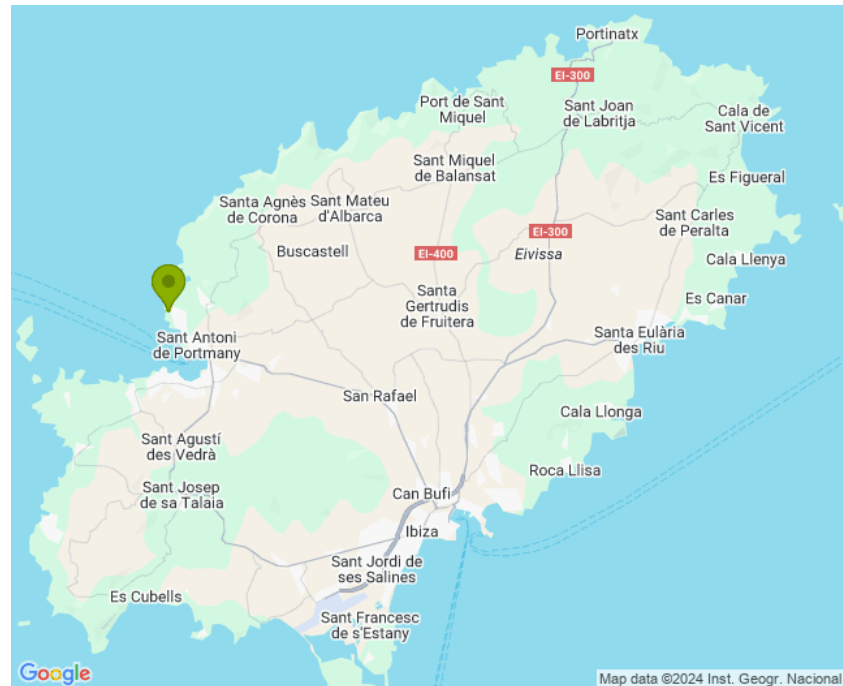 Portinatx
EI-300
Port de Sant
Miquel
Sant Joan
de Labritja
Cala de
Sant Vicent
Sant Miquel
de Balansat
Es Figueral
Santa Agnès
de Corona
Sant Mateu
d'Albarca
Sant Carles
de Peralta
EI-300
Buscastell
EI-400
Eivissa
Cala Llenya
Santa
Gertrudis
de Fruitera
Es Canar
Sant Antoni
de Portmany
Santa Eulària
des Riu
San Rafael
Cala Llonga
Sant Agustí
des Vedrà
Roca Llisa
Sant Josep
de sa Talaia
Can Bufi
Ibiza
Sant Jordi de
ses Salines
Es Cubells
Sant Francesc
de s'Estany
Google
Map data ©2024 Inst. Geogr. Nacional